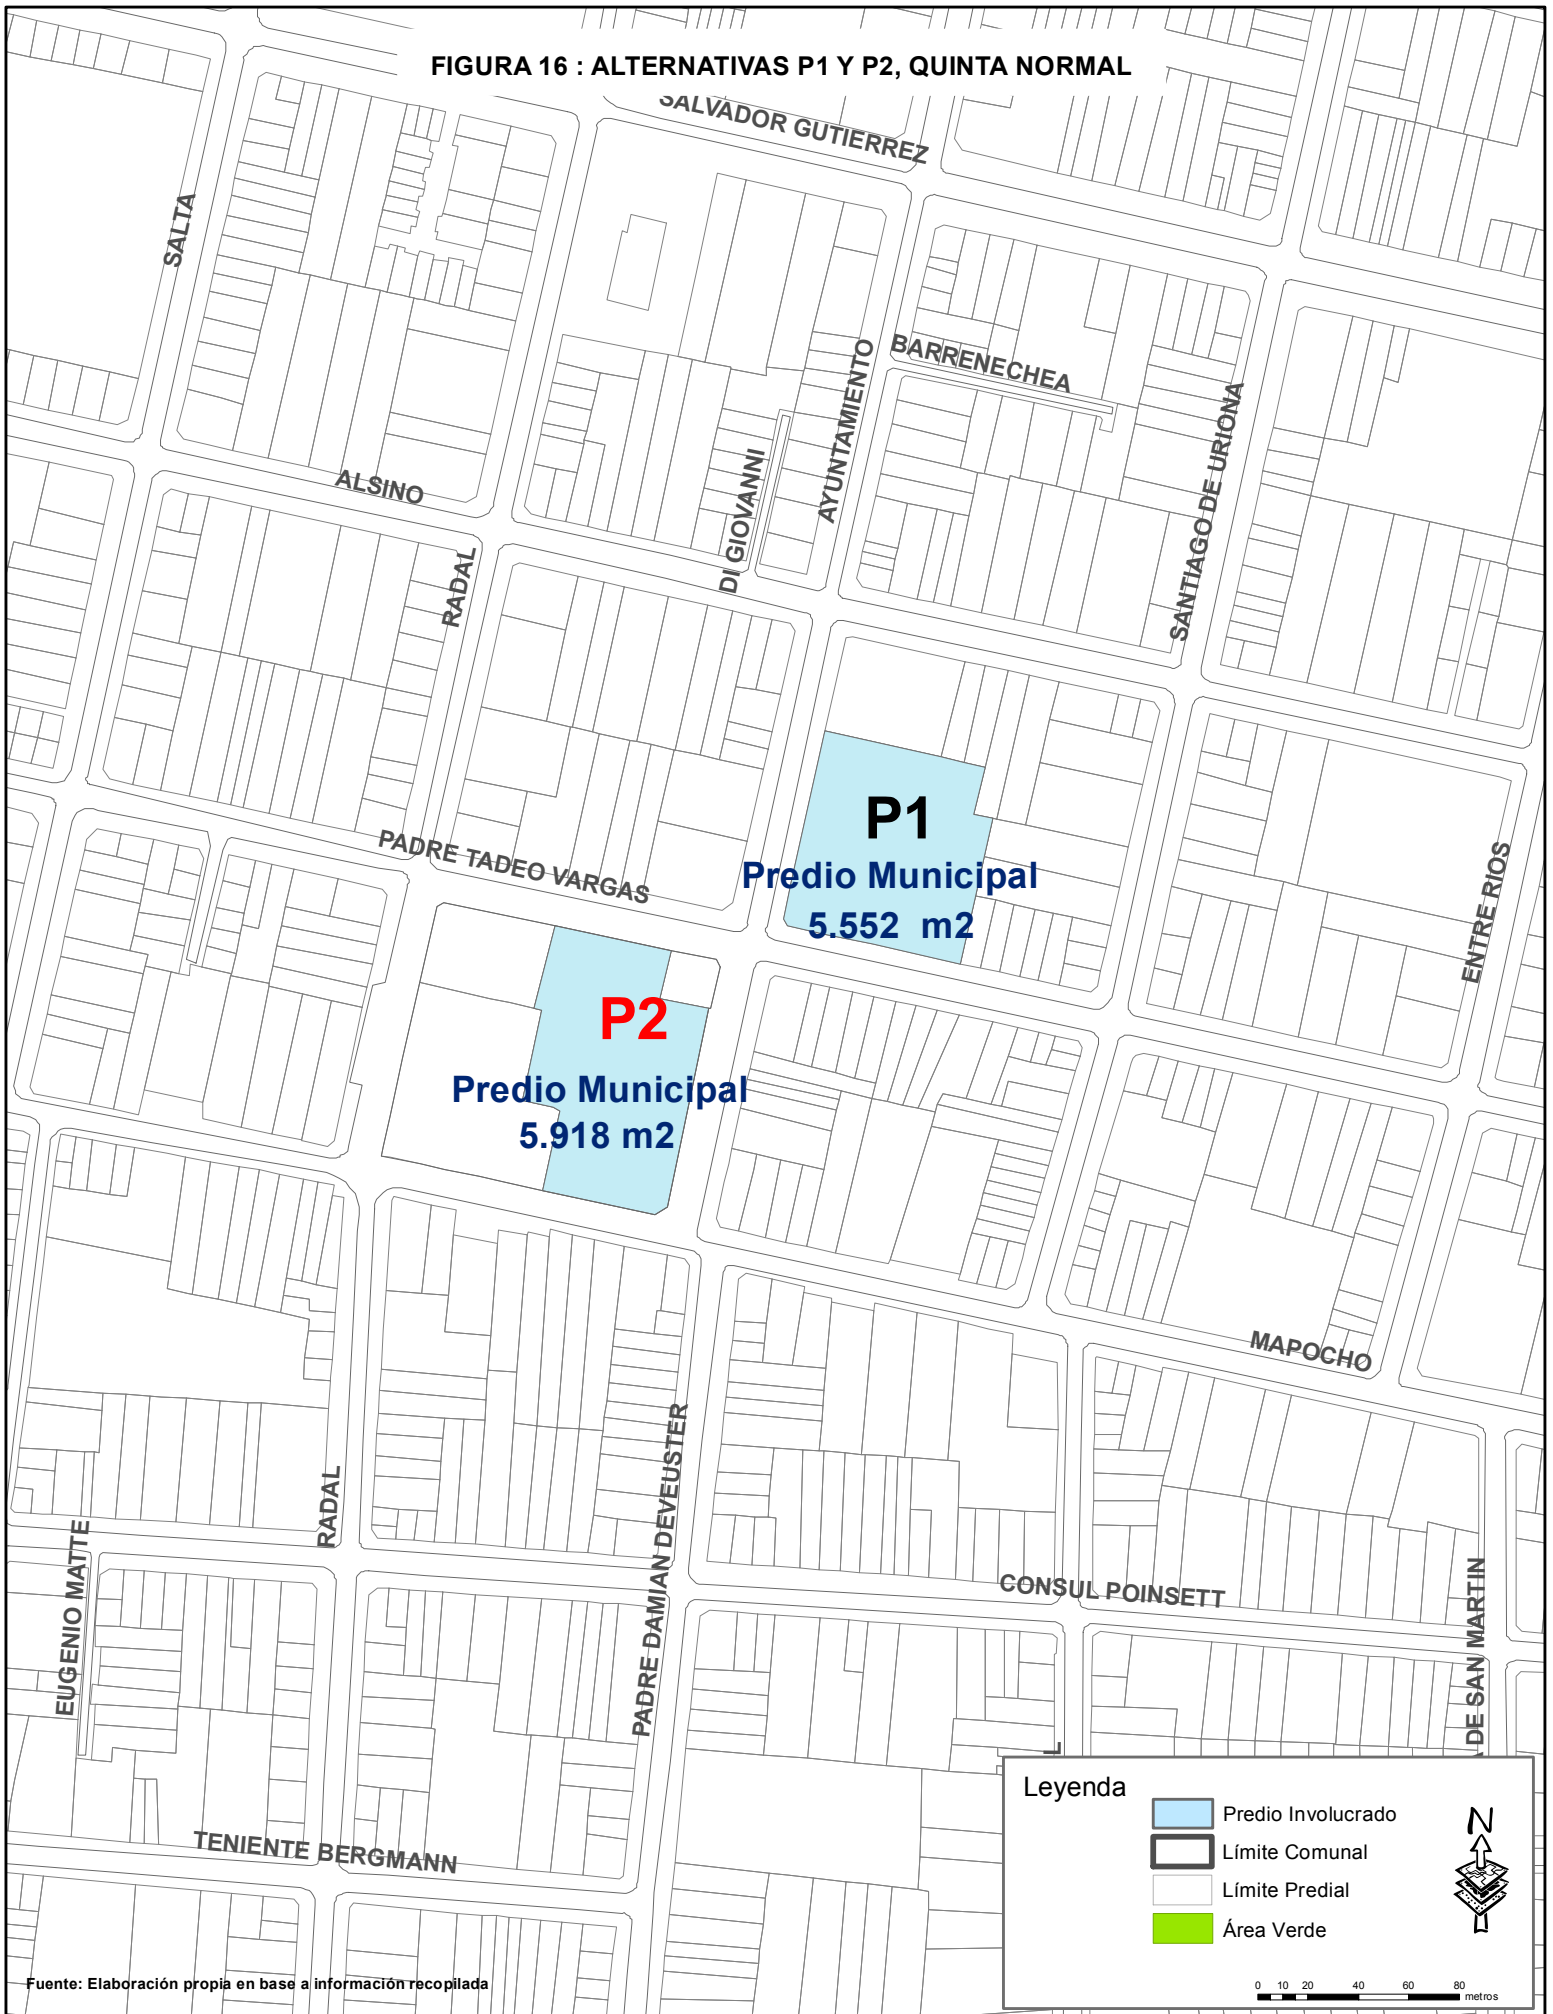 FIGURA 16 : ALTERNATIVAS P1 Y P2, QUINTA NORMAL
SALVADOR GUTIERREZ
SALTA
BARRENECHEA
AYUNTAMIENTO
SANTIAGO DE URIONA
ALSINO
DI GIOVANNI
RADAL
P1
Predio Municipal
5.552 m2
PADRE TADEO VARGAS
ENTRE RIOS
P2
Predio Municipal
5.918 m2
MAPOCHO
PADRE DAMIAN DEVEUSTER
RADAL
EUGENIO MATTE
CONSUL POINSETT
DE SAN MARTIN
L
TENIENTE BERGMANN
Leyenda
Predio Involucrado
Límite Comunal
Límite Predial
Área Verde
N
0 10 20 40 60 80
metros
Fuente: Elaboración propia en base a información recopilada